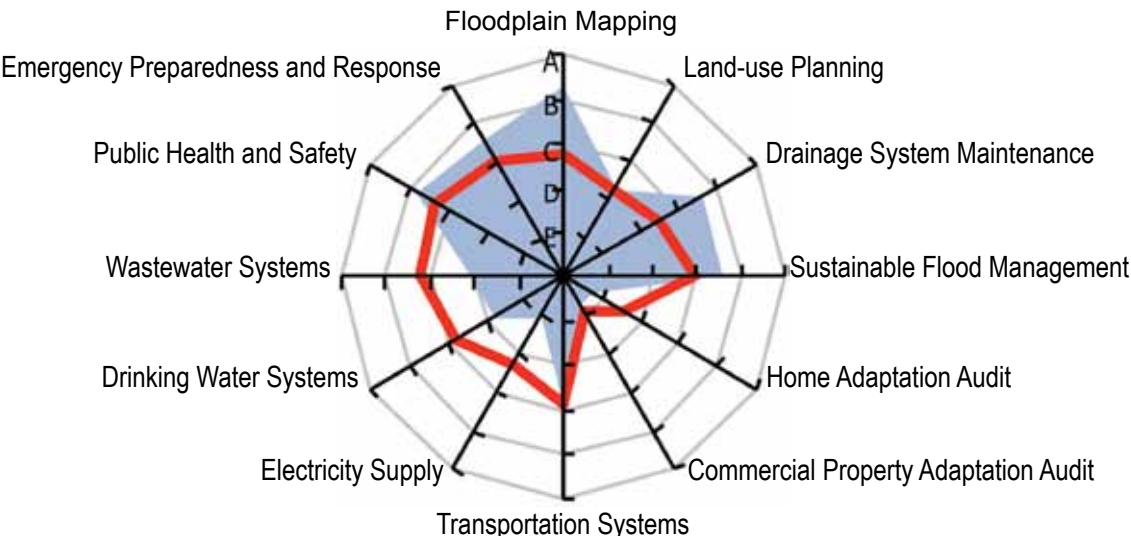 Floodplain Mapping
Emergency Preparedness and Response
Land-use Planning
A
B
Public Health and Safety
Drainage System Maintenance
C
D
E
Wastewater Systems
Sustainable Flood Management
Drinking Water Systems
Home Adaptation Audit
Electricity Supply
Commercial Property Adaptation Audit
Transportation Systems